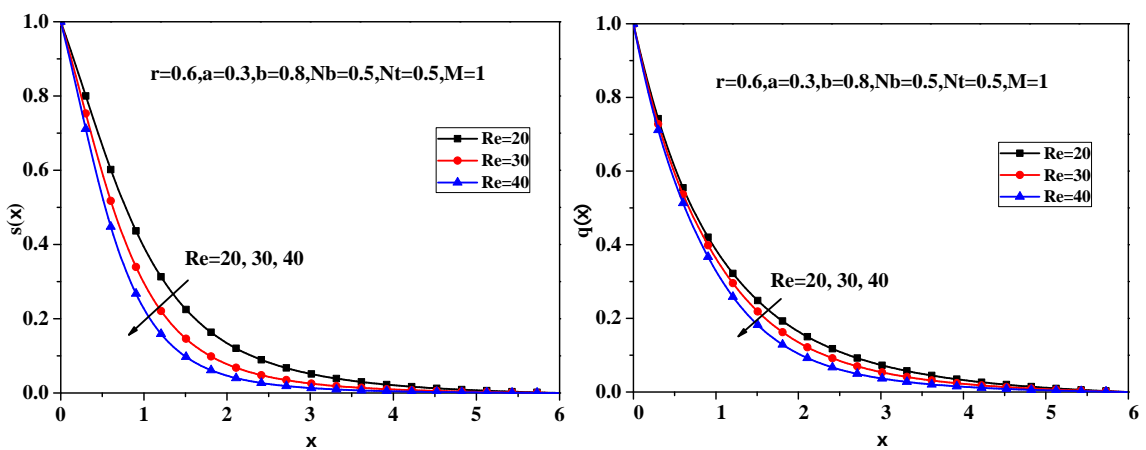 r=0.6,a=0.3,b=0.8,Nb=0.5,Nt=0.5,M=1
Re=20
Re=30
Re=40
Re=20, 30, 40
s(x)
1.0
0.8
0.6
0.4
0.2
0.0
0 1 2 3 4 5 6
x
r=0.6,a=0.3,b=0.8,Nb=0.5,Nt=0.5,M=1
Re=20
Re=30
Re=40
Re=20, 30, 40
q(x)
1.0
0.8
0.6
0.4
0.2
0.0
0 1 2 3 4 5 6
x